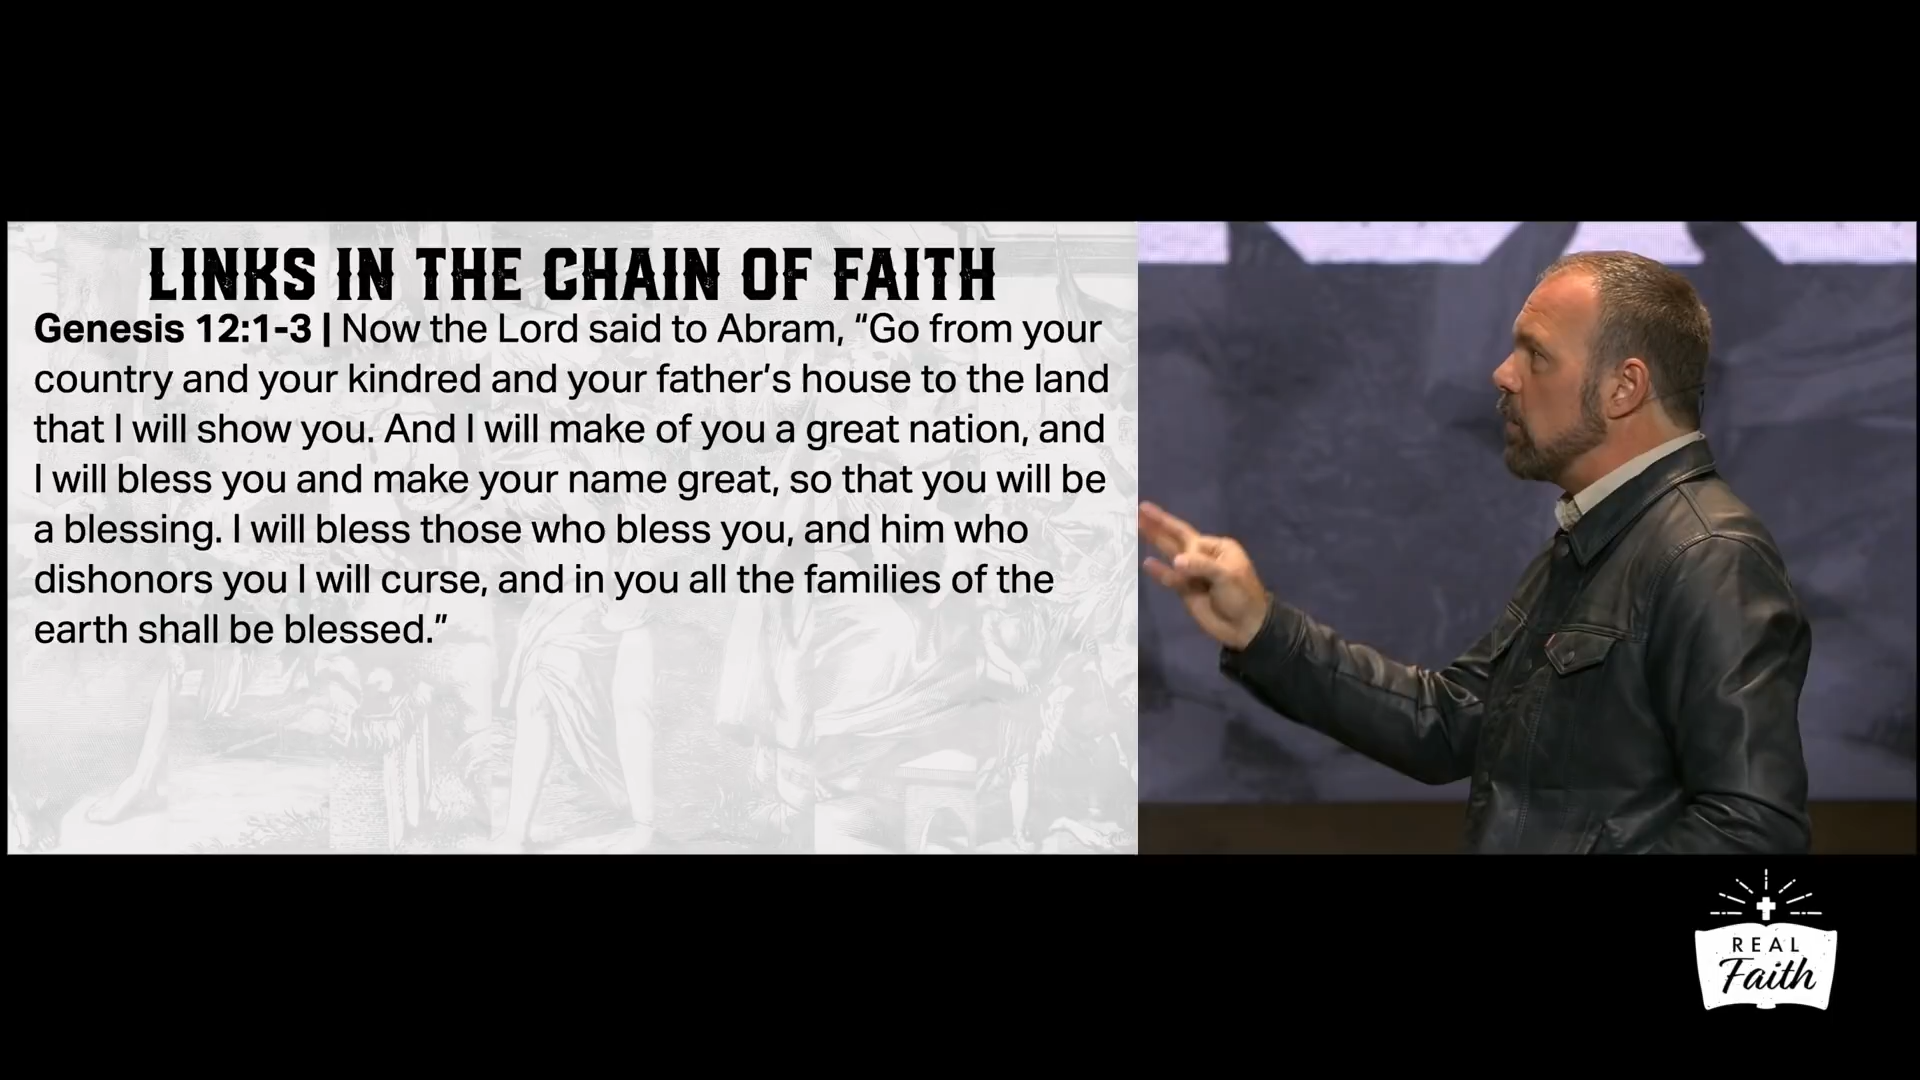 LINKS IN THE CHAIN OF FAITH
Genesis 12:1-3 | Now the Lord said to Abram, “Go from your
country and your kindred and your father’s house to the land
that I will show you. And I will make of you a great nation, and
I will bless you and make your name great, so that you will be
a blessing. I will bless those who bless you, and him who
dishonors you I will curse, and in you all the families of the
earth shall be blessed.”
REAL
Faith